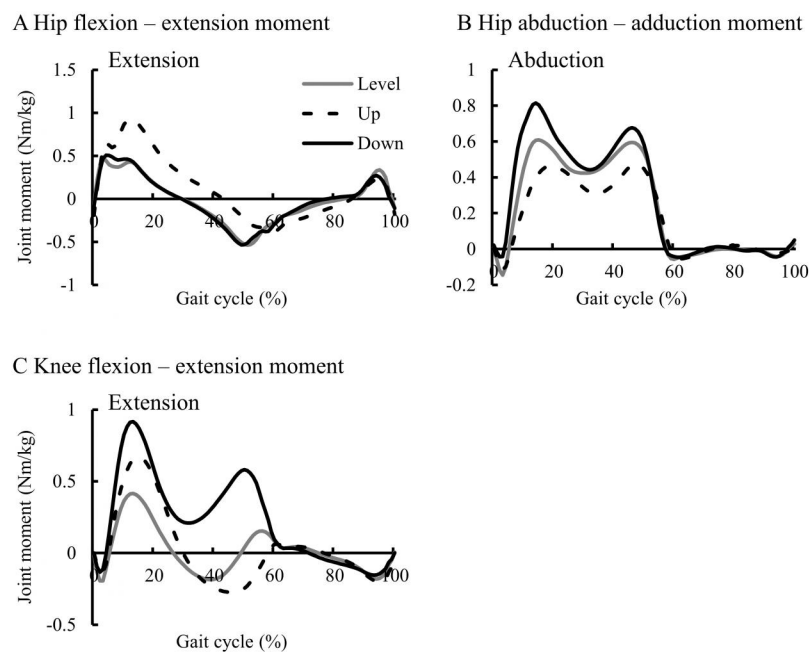 A Hip flexion – extension moment
Extension
Level
Up
Down
1.5
1
0.5
0
-0.5
-1
Joint moment (Nm/kg)
0 20 40 60 80 100
Gait cycle (%)
B Hip abduction – adduction moment
Abduction
1
0.8
0.6
0.4
0.2
0
-0.2
0 20 40 60 80 100
Gait cycle (%)
C Knee flexion – extension moment
Extension
1
0.5
0
-0.5
Joint moment (Nm/kg)
0 20 40 60 80 100
Gait cycle (%)